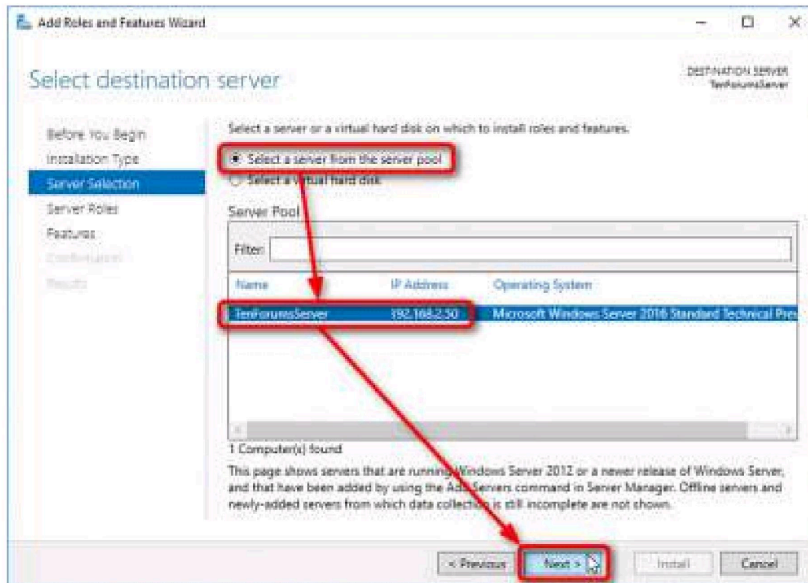 Add Roles and Features Wizard
Select destination server
DESTINATION SERVER
TenForumsServer
Before You Begin
Installation Type
Server Selection
Server Roles
Features
Confirmation
Results
Select a server or a virtual hard disk on which to install roles and features.
Select a server from the server pool
Select a virtual hard disk
Server Pool
Filter:
Name IP Address Operating System
TenForumsServer 192.168.2.50 Microsoft Windows Server 2016 Standard Technical Prev
1 Computer(s) found
This page shows servers that are running Windows Server 2012 or a newer release of Windows Server,
and that have been added by using the Add Servers command in Server Manager. Offline servers and
newly-added servers from which data collection is still incomplete are not shown.
< Previous Next > Install Cancel